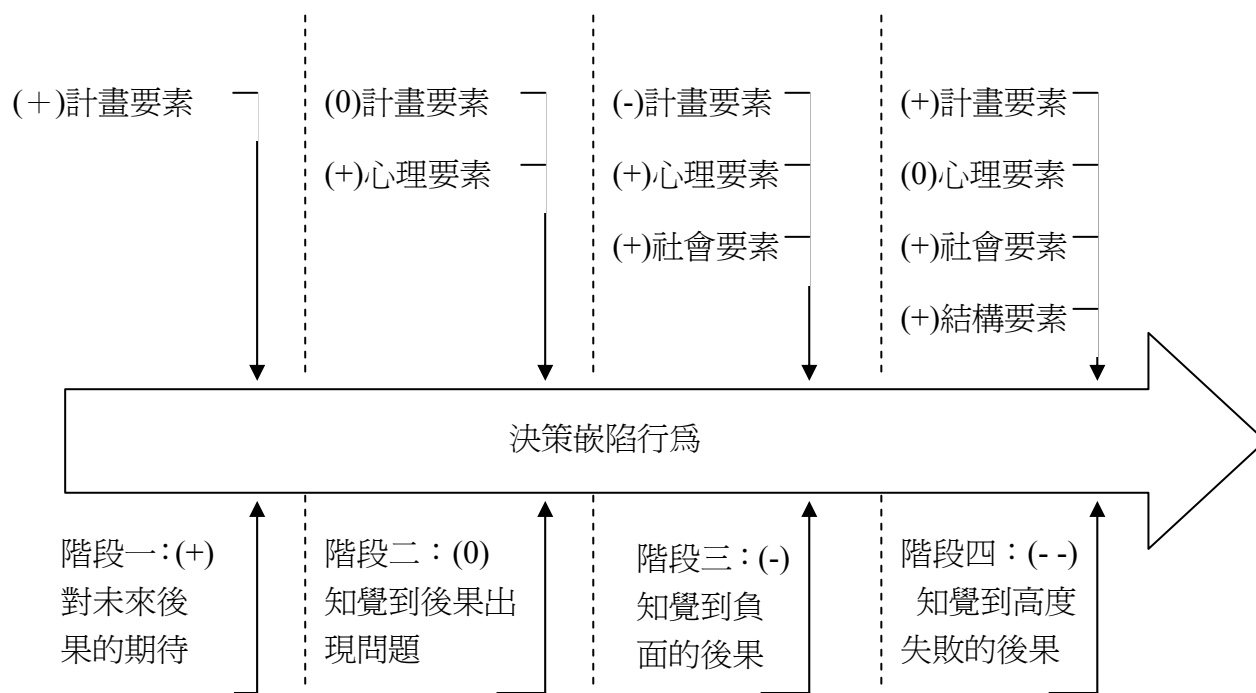 (＋)計畫要素
(0)計畫要素
(+)心理要素
(-)計畫要素
(+)心理要素
(+)社會要素
(+)計畫要素
(0)心理要素
(+)社會要素
(+)結構要素
決策嵌陷行爲
階段一：(+)
對未來後
果的期待
階段二：(0)
知覺到後果出
現問題
階段三：(-)
知覺到負
面的後果
階段四：(- -)
知覺到高度
失敗的後果